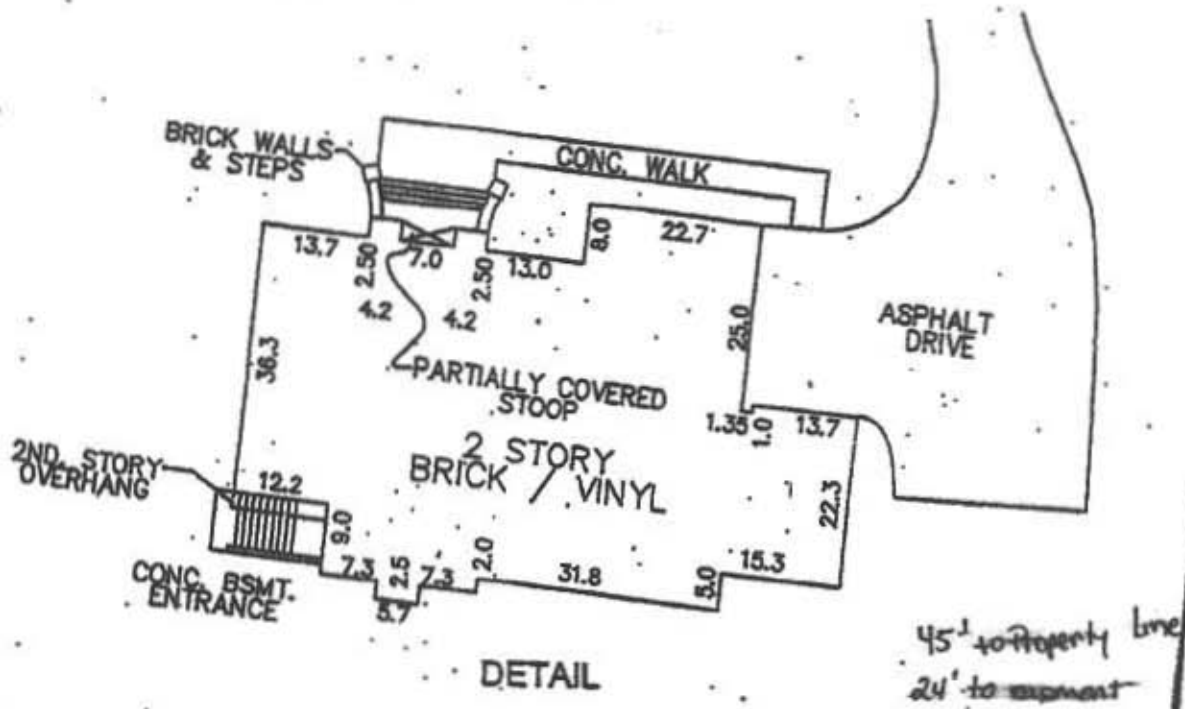 BRICK WALLS
& STEPS
CONC. WALK
13.7
2.50
7.0
2.50
13.0
8.0
22.7
4.2
4.2
36.3
25.0
ASPHALT
DRIVE
PARTIALLY COVERED
STOOP
1.35
1.0
13.7
2 STORY
BRICK / VINYL
2ND. STORY
OVERHANG
12.2
9.0
22.3
7.3
2.5
7.3
2.0
31.8
5.0
15.3
5.7
CONC. BSMT.
ENTRANCE
45' to Property line
24' to
DETAIL